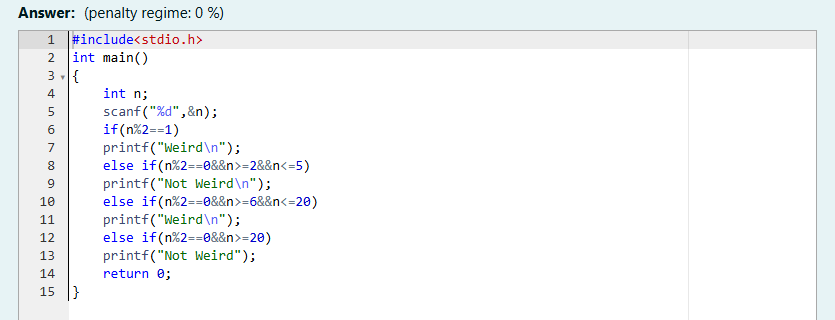 Answer: (penalty regime: 0 %)
1 #include<stdio.h>
2 int main()
3 {
4 int n;
5 scanf("%d",&n);
6 if(n%2==1)
7 printf("Weird\n");
8 else if(n%2==0&&n>=2&&n<=5)
9 printf("Not Weird\n");
10 else if(n%2==0&&n>=6&&n<=20)
11 printf("Weird\n");
12 else if(n%2==0&&n>=20)
13 printf("Not Weird");
14 return 0;
15 }